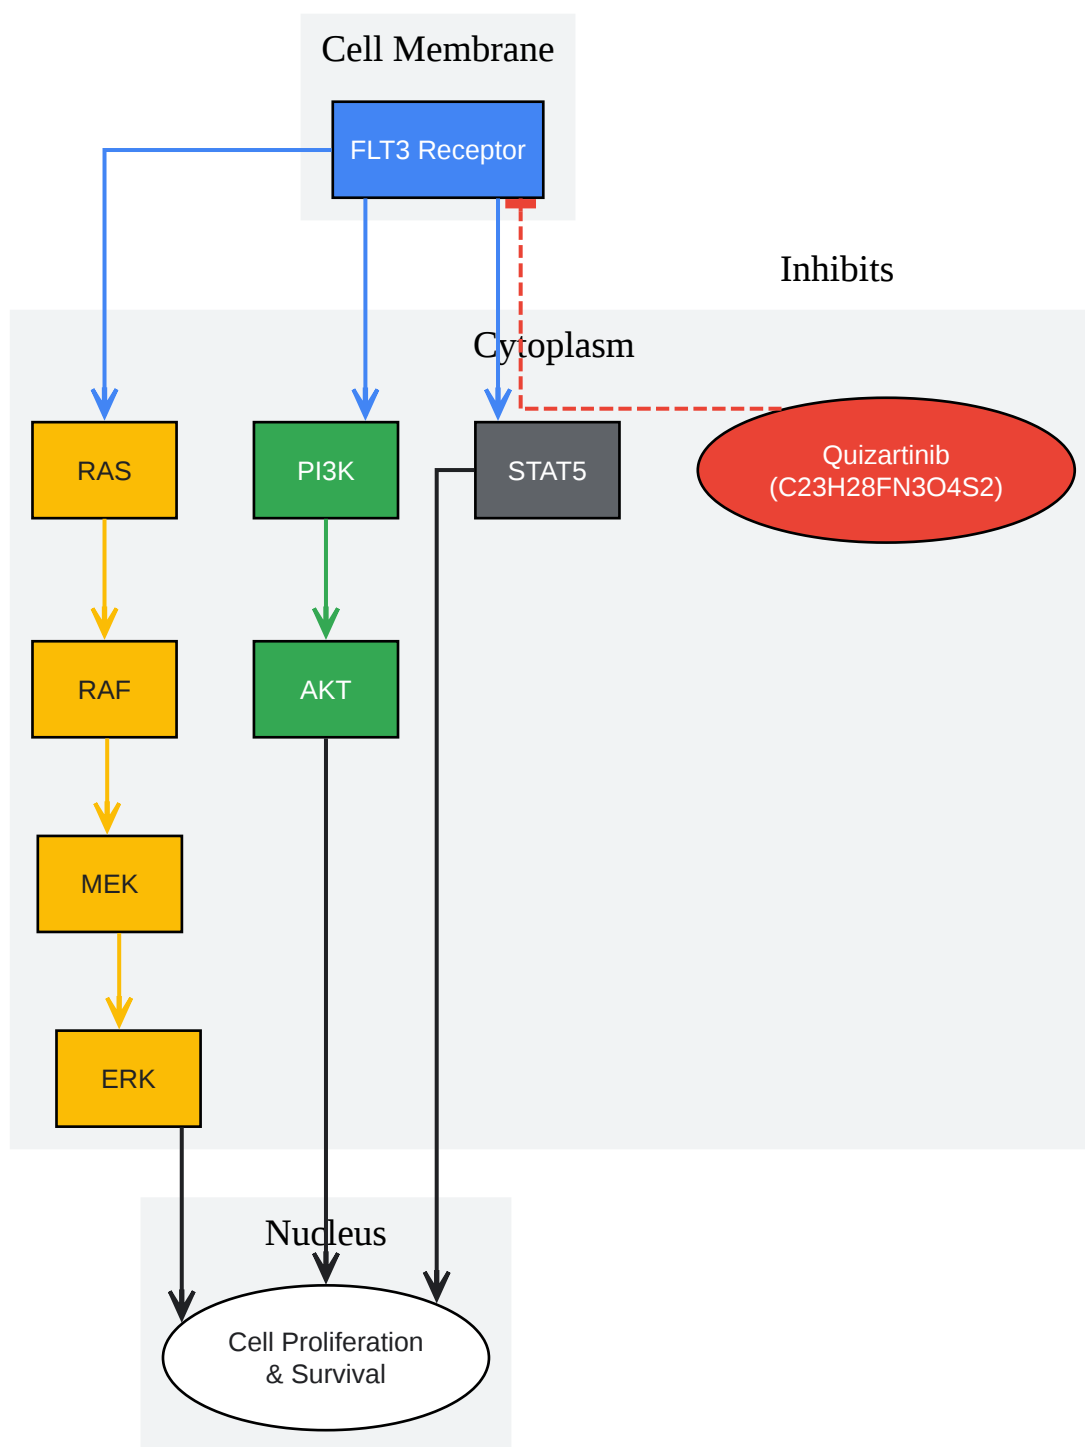 Cell Membrane
FLT3 Receptor
Inhibits
Cytoplasm
RAS
PI3K
STAT5
Quizartinib
(C23H28FN3O4S2)
RAF
AKT
MEK
ERK
Nucleus
Cell Proliferation
& Survival